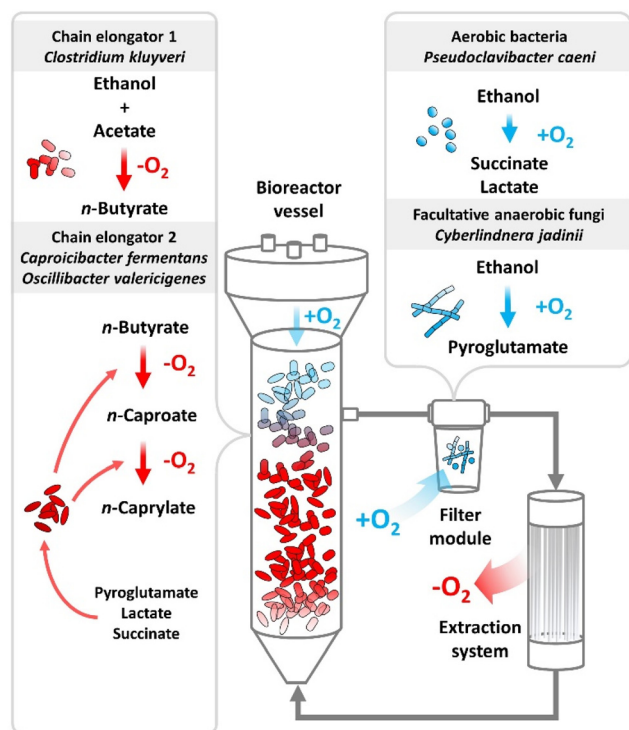 Chain elongator 1
Clostridium kluyveri
Ethanol
+
Acetate
-O₂
n-Butyrate
Chain elongator 2
Caproicibacter fermentans
Oscillibacter valericigenes
n-Butyrate
-O₂
n-Caproate
-O₂
n-Caprylate
Pyroglutamate
Lactate
Succinate
Bioreactor
vessel
+O₂
Aerobic bacteria
Pseudoclavibacter caeni
Ethanol
+O₂
Succinate
Lactate
Facultative anaerobic fungi
Cyberlindnera jadinii
Ethanol
+O₂
Pyroglutamate
+O₂
Filter
module
-O₂
Extraction
system